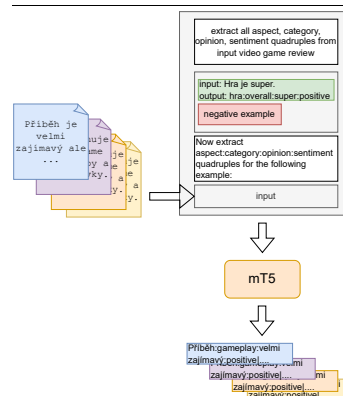 extract all aspect, category,
opinion, sentiment quadruples from
input video game review
input: Hra je super.
output: hra:overall:super:positive
negative example
Now extract
aspect:category:opinion:sentiment
quadruples for the following
example:
input
Příběh je
velmi
zajímavý ale
...
mT5
Příběh:gameplay:velmi
zajímavý:positive|....
zajímavý:positive|....
zajímavý:positive|....